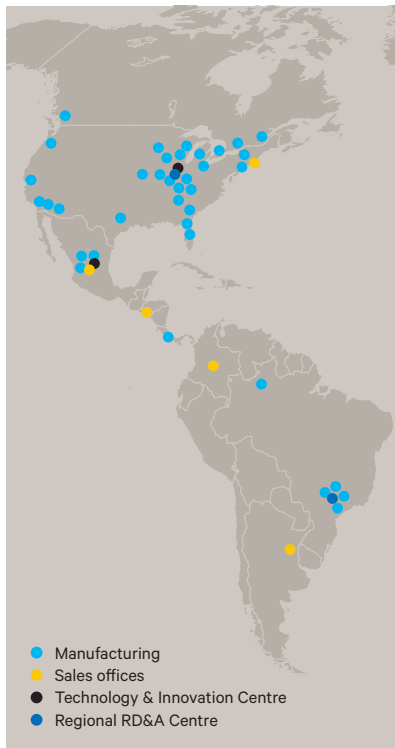 Manufacturing
Sales offices
Technology & Innovation Centre
Regional RD&A Centre